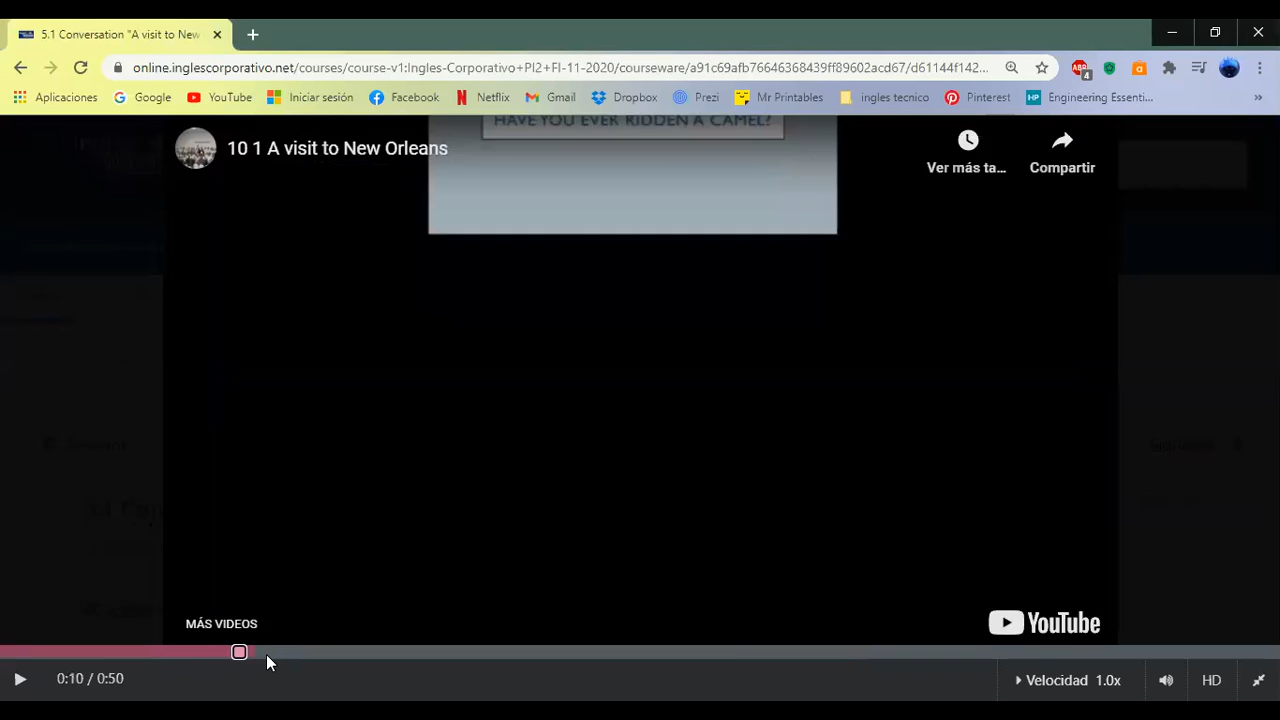 5.1 Conversation "A visit to New
online.inglescorporativo.net/courses/course-v1:Ingles-Corporativo+PI2+FI-11-2020/courseware/a91c69afb76646368439ff89602acd67/d61144f142...
ABP 4
Aplicaciones Google YouTube Iniciar sesión Facebook Netflix Gmail Dropbox Prezi Mr Printables ingles tecnico Pinterest HP Engineering Essenti... »
HAVE YOU EVER RIDDEN A CAMEL?
10 1 A visit to New Orleans
Ver más ta... Compartir
MÁS VIDEOS
YouTube
0:10 / 0:50 Velocidad 1.0x HD